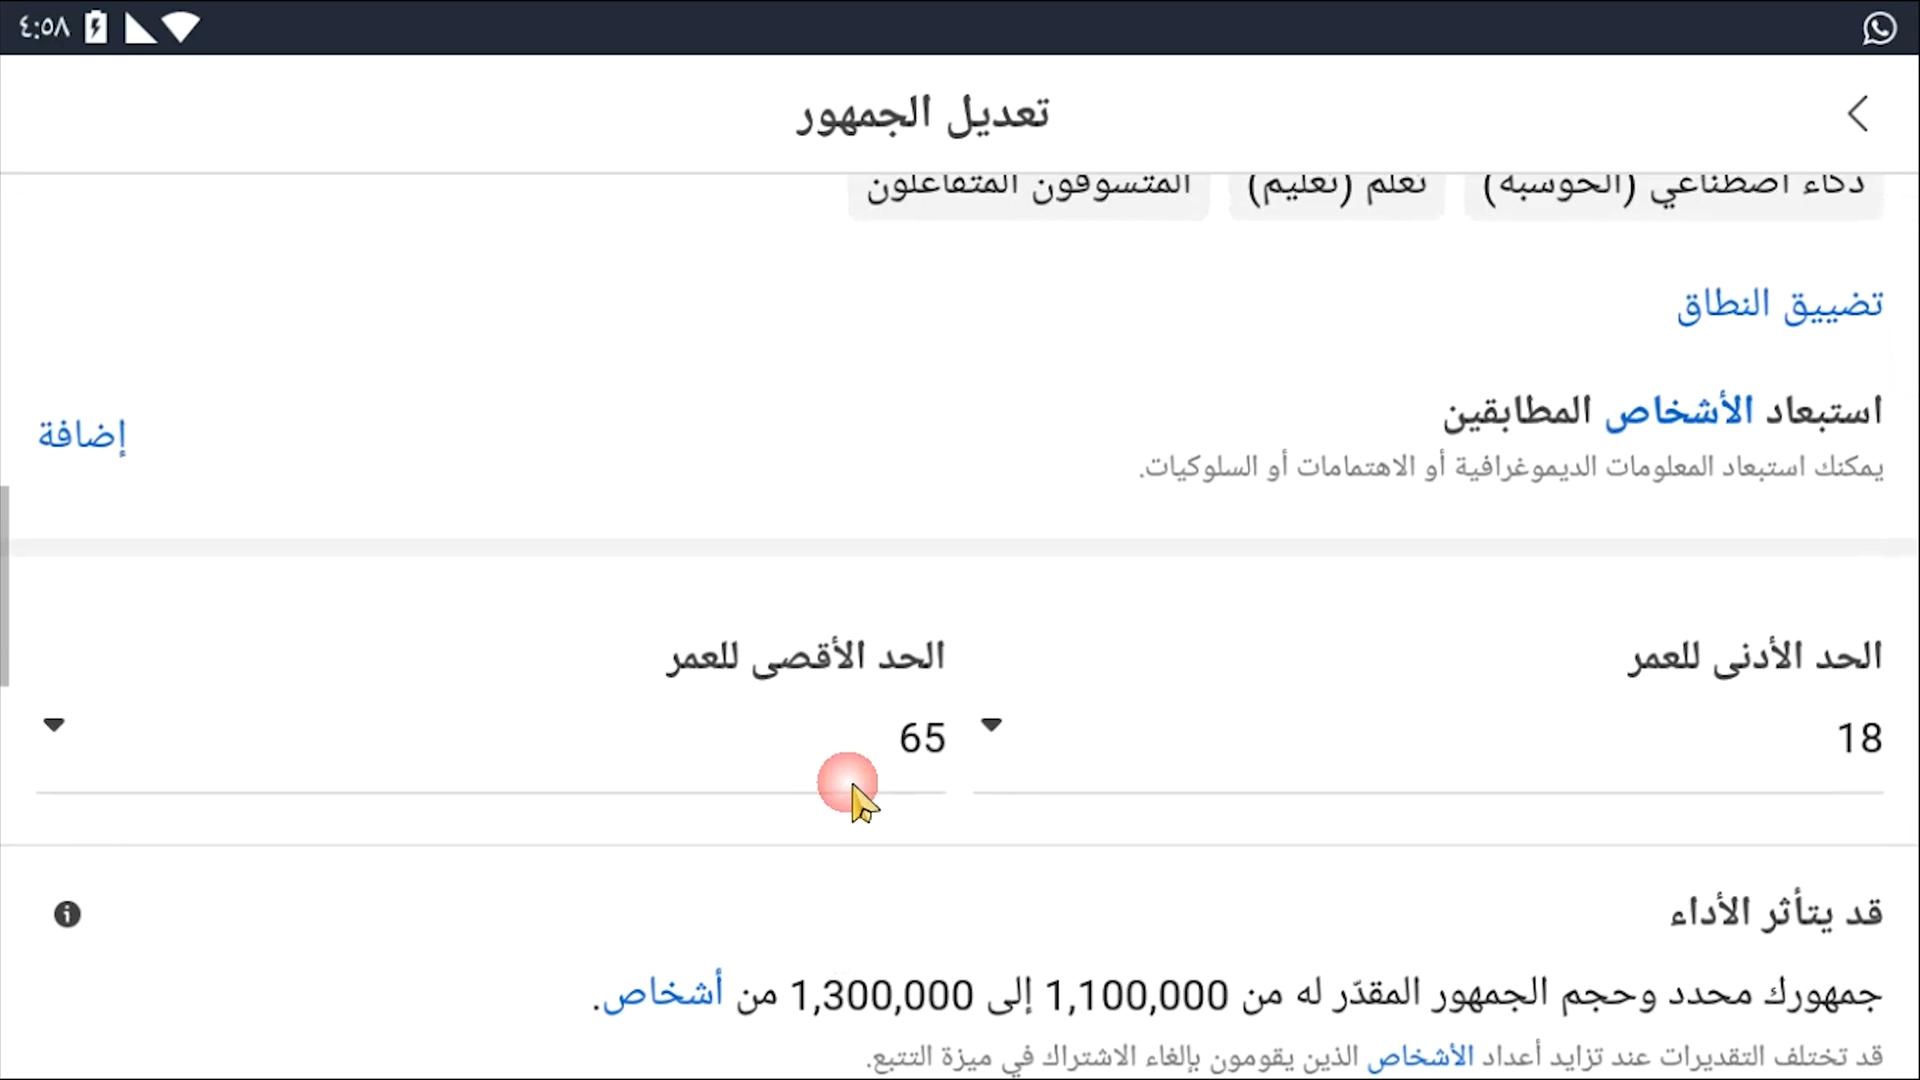 ٤:٥٨
تعديل الجمهور
ذكاء اصطناعي (الحوسبة) تعلم (تعليم) المتسوقون المتفاعلون
تضييق النطاق
استبعاد الأشخاص المطابقين
إضافة
يمكنك استبعاد المعلومات الديموغرافية أو الاهتمامات أو السلوكيات.
الحد الأدنى للعمر
الحد الأقصى للعمر
18
65
قد يتأثر الأداء
جمهورك محدد وحجم الجمهور المقدّر له من 1,100,000 إلى 1,300,000 من أشخاص.
قد تختلف التقديرات عند تزايد أعداد الأشخاص الذين يقومون بإلغاء الاشتراك في ميزة التتبع.